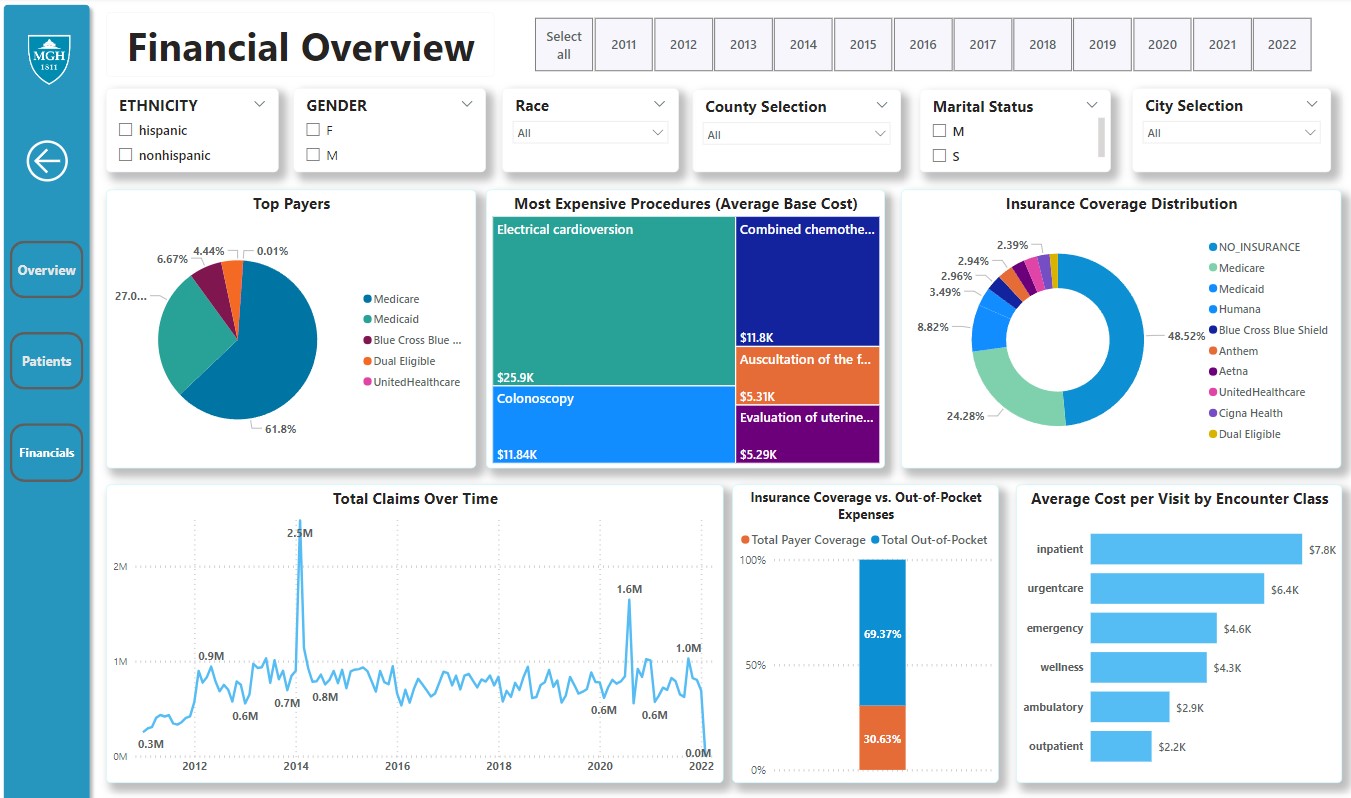 MGH
1811
Financial Overview
Select all
2011
2012
2013
2014
2015
2016
2017
2018
2019
2020
2021
2022
ETHNICITY
hispanic
nonhispanic
GENDER
F
M
Race
All
County Selection
All
Marital Status
M
S
City Selection
All
Overview
Patients
Financials
Top Payers
4.44%
0.01%
6.67%
27.0...
61.8%
Medicare
Medicaid
Blue Cross Blue ...
Dual Eligible
UnitedHealthcare
Most Expensive Procedures (Average Base Cost)
Electrical cardioversion
$25.9K
Colonoscopy
$11.84K
Combined chemothe...
$11.8K
Auscultation of the f...
$5.31K
Evaluation of uterine...
$5.29K
Insurance Coverage Distribution
2.39%
2.94%
2.96%
3.49%
8.82%
24.28%
48.52%
NO_INSURANCE
Medicare
Medicaid
Humana
Blue Cross Blue Shield
Anthem
Aetna
UnitedHealthcare
Cigna Health
Dual Eligible
Total Claims Over Time
2M
1M
0M
2.5M
1.6M
0.9M
1.0M
0.6M
0.7M
0.8M
0.6M
0.6M
0.3M
0.0M
2012
2014
2016
2018
2020
2022
Insurance Coverage vs. Out-of-Pocket
Expenses
Total Payer Coverage
Total Out-of-Pocket
100%
50%
0%
69.37%
30.63%
Average Cost per Visit by Encounter Class
inpatient
$7.8K
urgentcare
$6.4K
emergency
$4.6K
wellness
$4.3K
ambulatory
$2.9K
outpatient
$2.2K